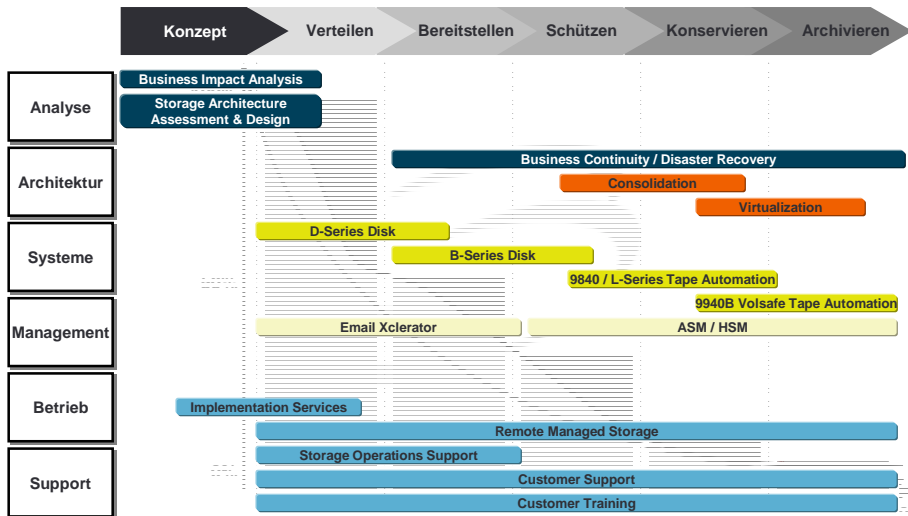 Konzept
Verteilen
Bereitstellen
Schützen
Konservieren
Archivieren
Analyse
Business Impact Analysis
Storage Architecture
Assessment & Design
Architektur
Business Continuity / Disaster Recovery
Consolidation
Virtualization
Systeme
D-Series Disk
B-Series Disk
9840 / L-Series Tape Automation
9940B Volsafe Tape Automation
Management
Email Xclerator
ASM / HSM
Betrieb
Implementation Services
Remote Managed Storage
Support
Storage Operations Support
Customer Support
Customer Training